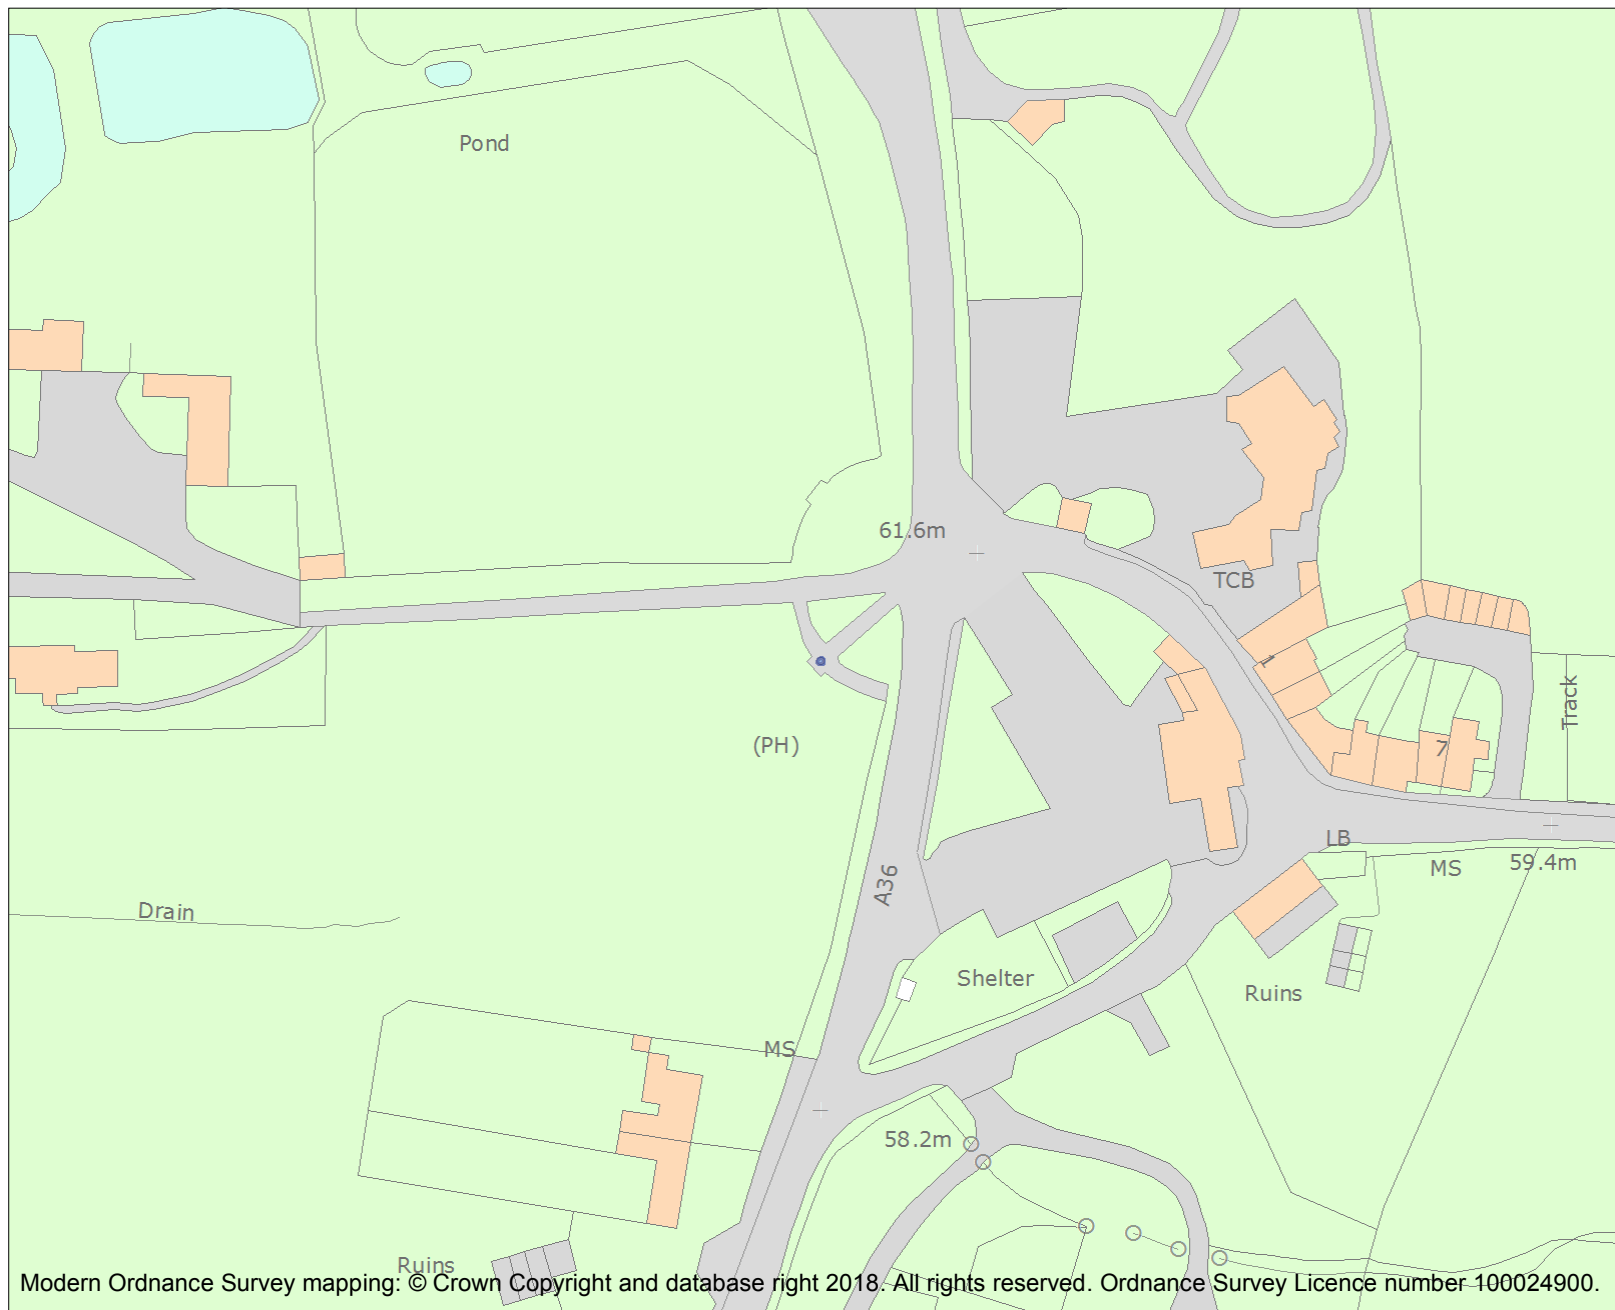 Pond
61.6m
TCB
1
Track
(PH)
7
LB
59.4m
MS
A36
Drain
Shelter
Ruins
MS
58.2m
Ruins
Modern Ordnance Survey mapping: © Crown Copyright and database right 2018. All rights reserved. Ordnance Survey Licence number 100024900.